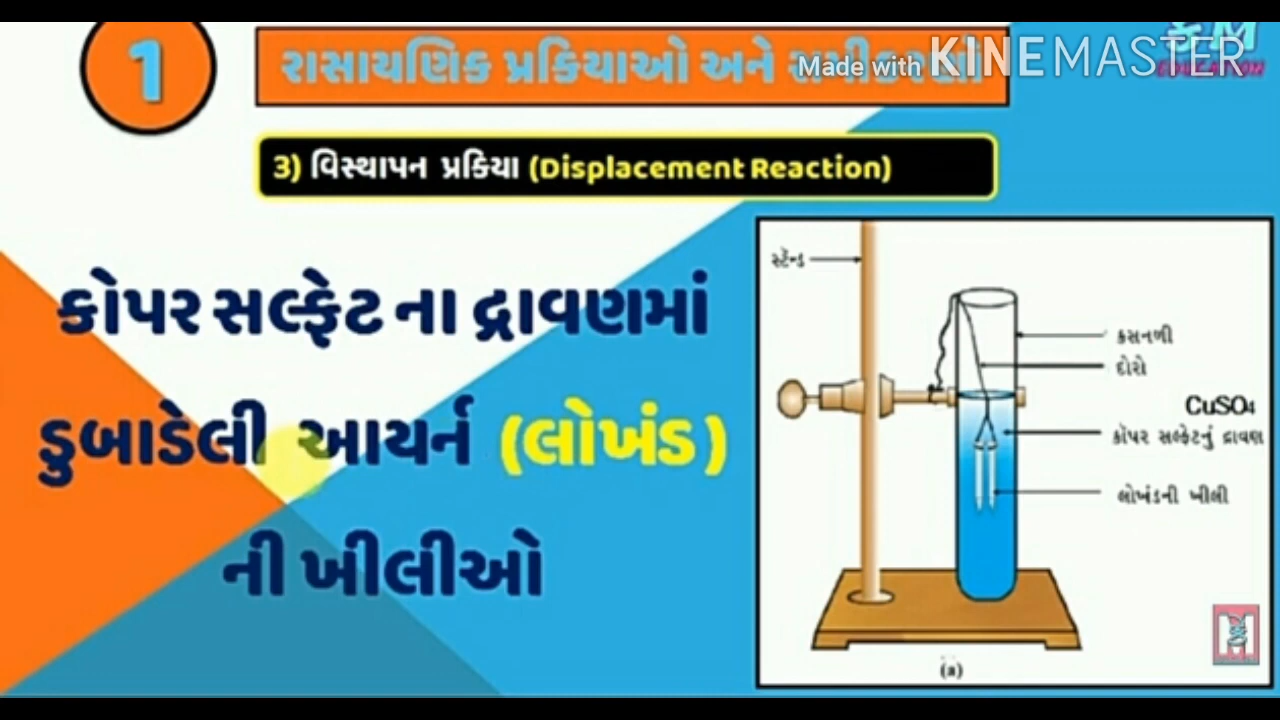 1
રાસાયણિક પ્રક્રિયાઓ અને
Made with KINEMASTER
3) વિસ્થાપન પ્રક્રિયા (Displacement Reaction)
કોપર સલ્ફેટ ના દ્રાવણમાં
ડુબાડેલી આયર્ન (લોખંડ)
ની ખીલીઓ
સ્ટૅન્ડ
કસનળી
દોરો
CuSO4
કૉપર સલ્ફેટનું દ્રાવણ
લોખંડની ખીલી
(a)